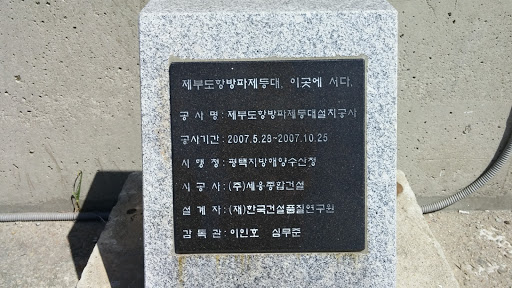 제부도항방파제등대, 이곳에 서다.
공 사 명 : 제부도항방파제등대설치공사
공사기간 : 2007.5.28~2007.10.25
시 행 청 : 평택지방해양수산청
시 공 사 : (주)세웅종합건설
설 계 자 : (재)한국건설품질연구원
감 독 관 : 이인호 심무준